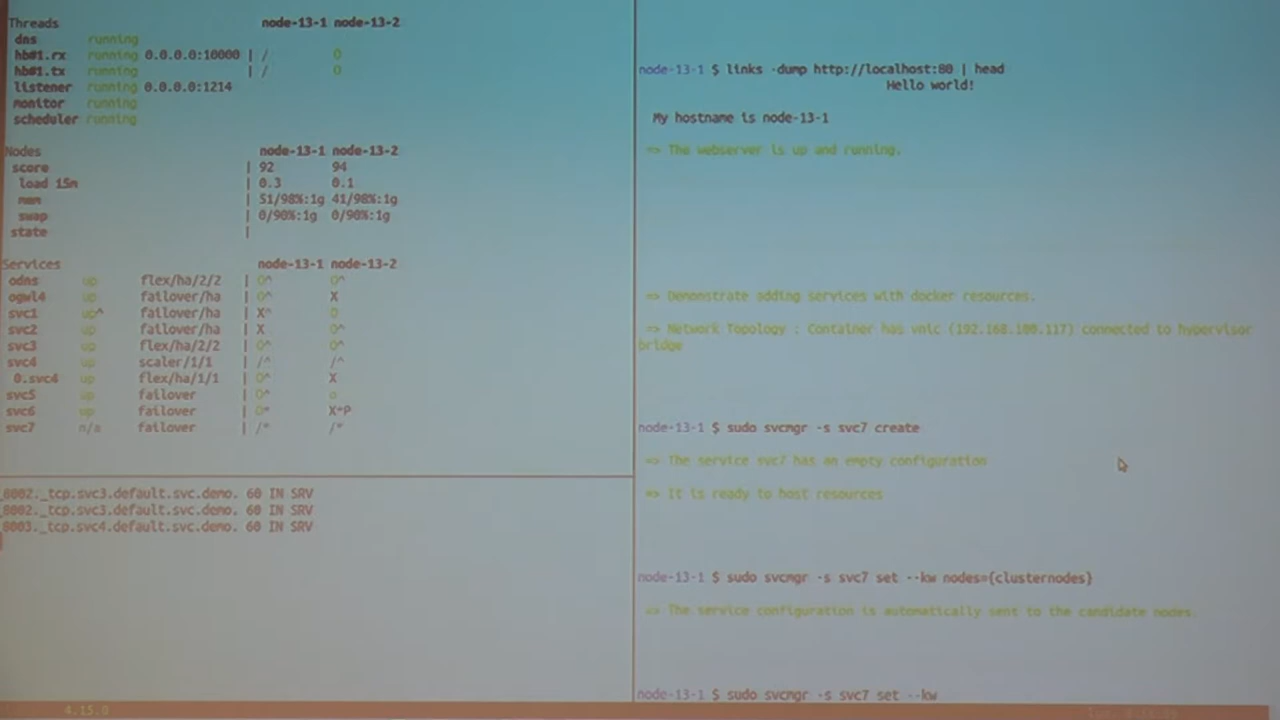 Threads node-13-1 node-13-2
dns running
hb#1.rx running 0.0.0.0:10000 | / O
hb#1.tx running | / O
listener running 0.0.0.0:1214
monitor running
scheduler running
Nodes node-13-1 node-13-2
score | 92 94
load 15m | 0.3 0.1
mem | 51/98%:1g 41/98%:1g
swap | 0/90%:1g 0/90%:1g
state |
Services node-13-1 node-13-2
odns up flex/ha/2/2 | O^ O^
ogwl4 up failover/ha | O^ X
svc1 up^ failover/ha | X^ O
svc2 up failover/ha | X O^
svc3 up flex/ha/2/2 | O^ O^
svc4 up scaler/1/1 | /^ /^
0.svc4 up flex/ha/1/1 | O^ X
svc5 up failover | O^ o
svc6 up failover | O* X*P
svc7 n/a failover | /* /*
_8002._tcp.svc3.default.svc.demo. 60 IN SRV
_8002._tcp.svc3.default.svc.demo. 60 IN SRV
_8003._tcp.svc4.default.svc.demo. 60 IN SRV
4.15.0
node-13-1 $ links -dump http://localhost:80 | head
Hello world!
My hostname is node-13-1
=> The webserver is up and running.
=> Demonstrate adding services with docker resources.
=> Network Topology : Container has vnic (192.168.100.117) connected to hypervisor
bridge
node-13-1 $ sudo svcmgr -s svc7 create
=> The service svc7 has an empty configuration
=> It is ready to host resources
node-13-1 $ sudo svcmgr -s svc7 set --kw nodes={clusternodes}
=> The service configuration is automatically sent to the candidate nodes.
node-13-1 $ sudo svcmgr -s svc7 set --kw